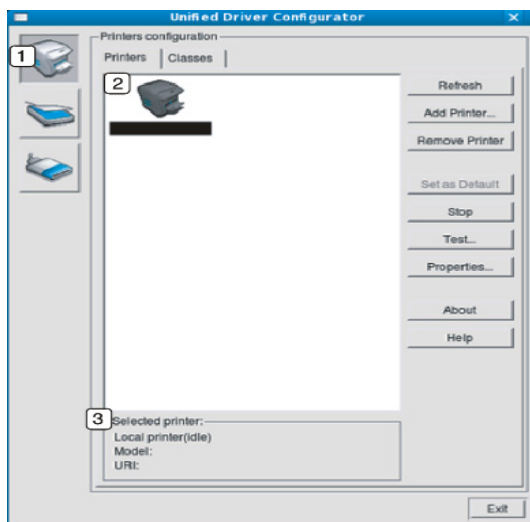 Unified Driver Configurator
Printers configuration
Printers Classes
1
2
Refresh
Add Printer...
Remove Printer
Set as Default
Stop
Test...
Properties...
About
Help
3
Selected printer:
Local printer(idle)
Model:
URI:
Exit